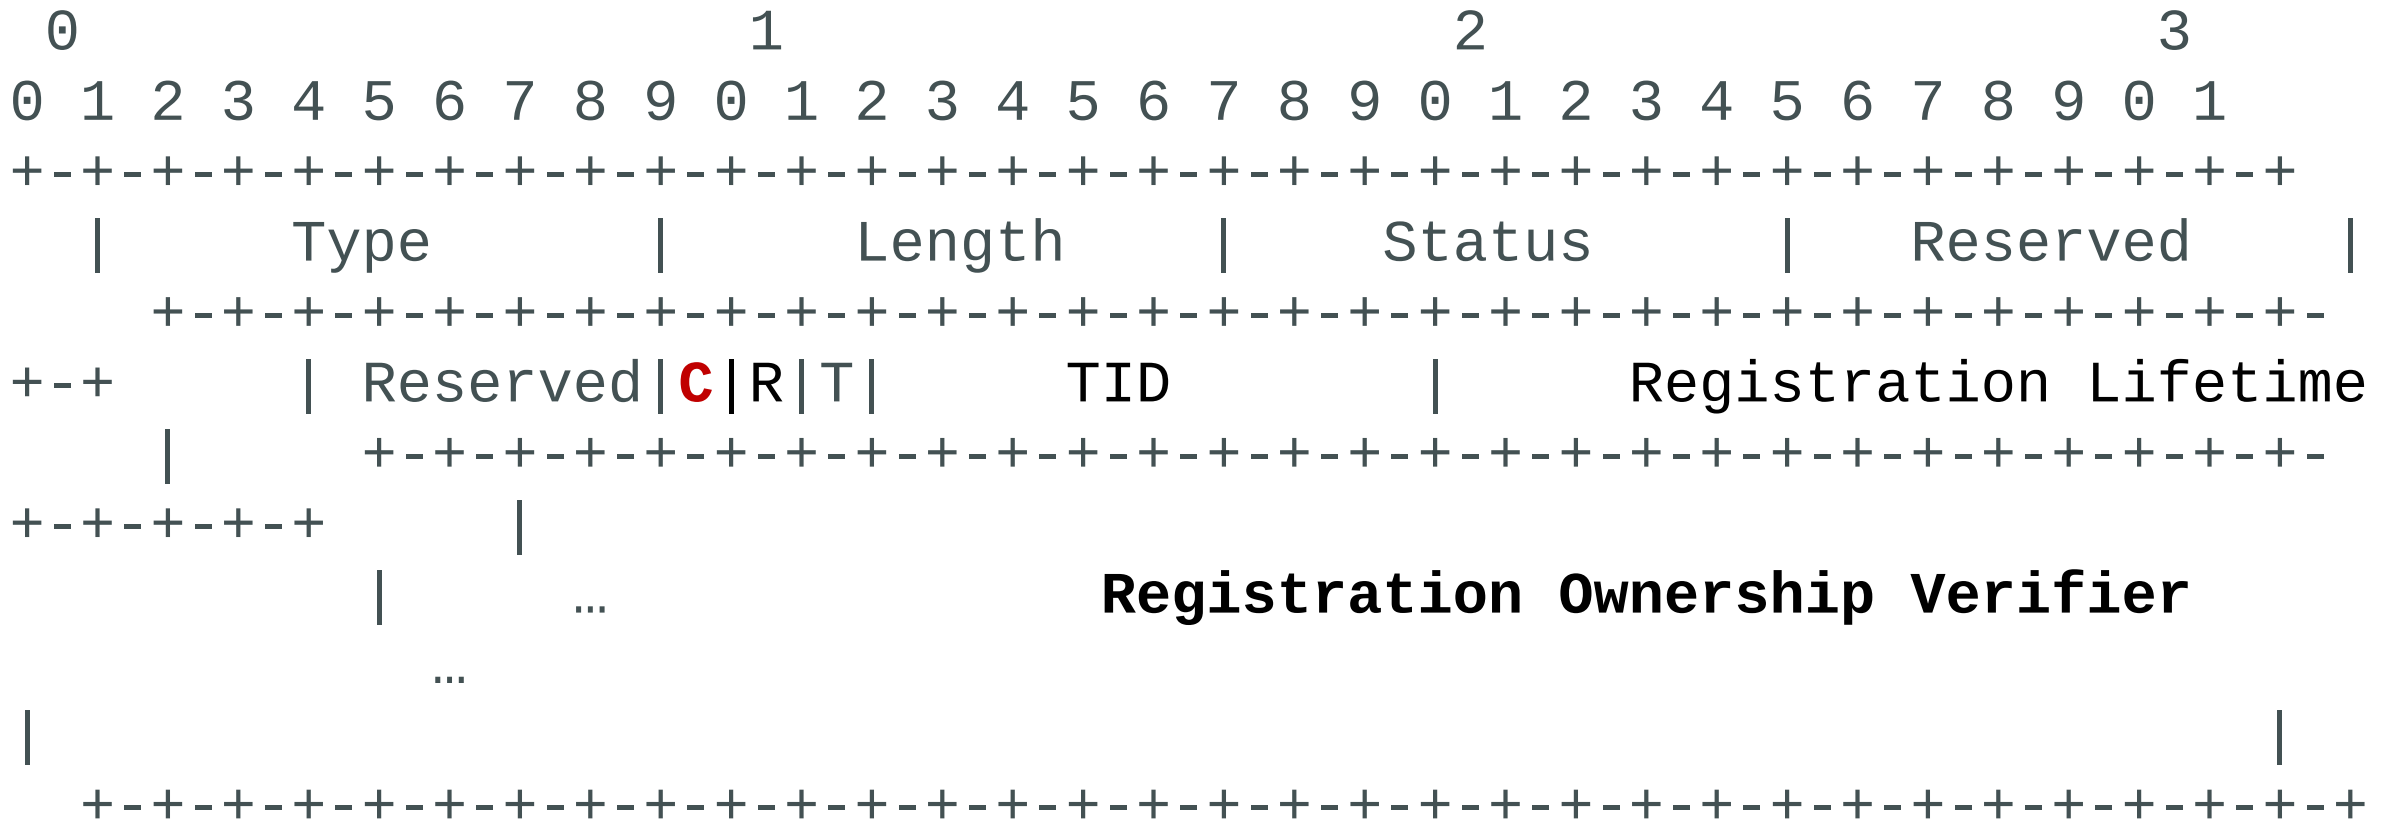 0                   1                   2                   3
0 1 2 3 4 5 6 7 8 9 0 1 2 3 4 5 6 7 8 9 0 1 2 3 4 5 6 7 8 9 0 1
+-+-+-+-+-+-+-+-+-+-+-+-+-+-+-+-+-+-+-+-+-+-+-+-+-+-+-+-+-+-+-+-+
  |     Type      |     Length    |    Status     |   Reserved    |
    +-+-+-+-+-+-+-+-+-+-+-+-+-+-+-+-+-+-+-+-+-+-+-+-+-+-+-+-+-+-+-
+-+     | Reserved|C|R|T|     TID       |     Registration Lifetime
    |     +-+-+-+-+-+-+-+-+-+-+-+-+-+-+-+-+-+-+-+-+-+-+-+-+-+-+-+-
+-+-+-+-+     |
          |     …              Registration Ownership Verifier
            …
|                                                               |
  +-+-+-+-+-+-+-+-+-+-+-+-+-+-+-+-+-+-+-+-+-+-+-+-+-+-+-+-+-+-+-+-+